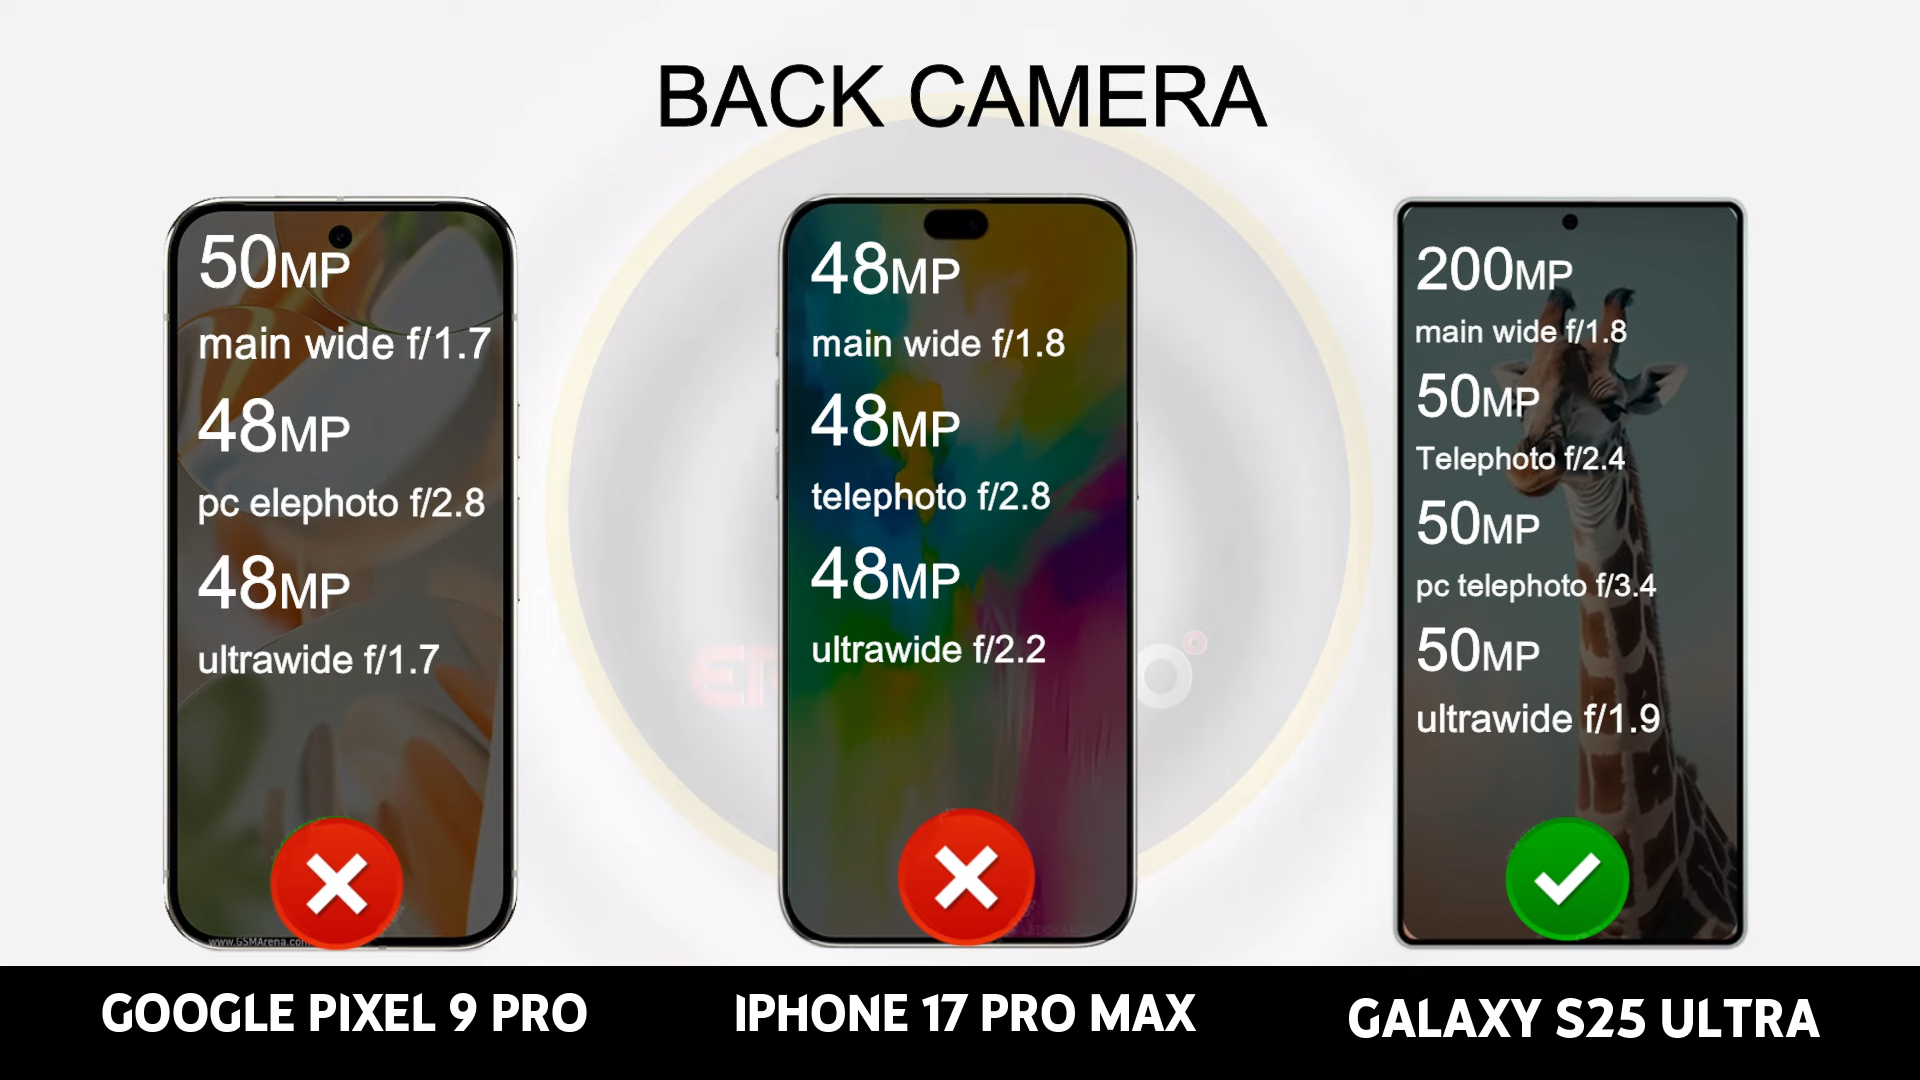 BACK CAMERA
50MP
main wide f/1.7
48MP
pc elephoto f/2.8
48MP
ultrawide f/1.7
www.GSMArena.com
48MP
main wide f/1.8
48MP
telephoto f/2.8
48MP
ultrawide f/2.2
200MP
main wide f/1.8
50MP
Telephoto f/2.4
50MP
pc telephoto f/3.4
50MP
ultrawide f/1.9
GOOGLE PIXEL 9 PRO
IPHONE 17 PRO MAX
GALAXY S25 ULTRA